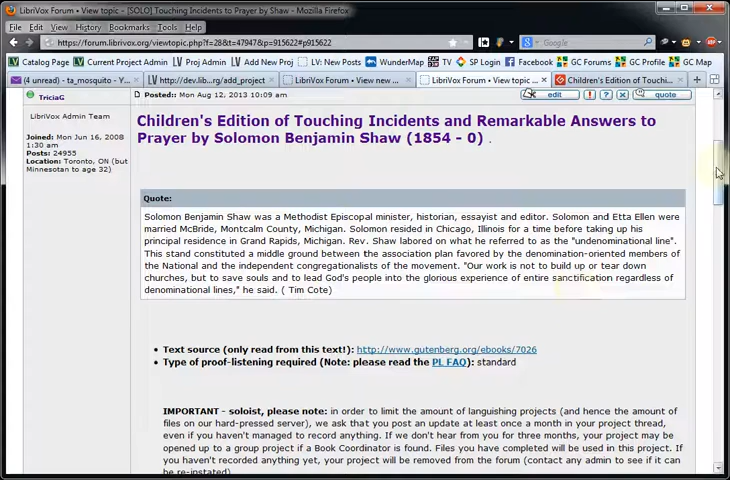 LibriVox Forum • View topic - [SOLO] Touching Incidents to Prayer by Shaw - Mozilla Firefox
File Edit View History Bookmarks Tools Help
https://forum.librivox.org/viewtopic.php?f=28&t=47947&p=915622#p915622
Google
Catalog Page Current Project Admin Proj Admin Add New Proj LV: New Posts WunderMap TV SP Login Facebook GC Forums GC Profile GC Map
(4 unread) - ta_mosquito - Y... http://dev.lib...rg/add_project LibriVox Forum • View new ... LibriVox Forum • View topic ... Children's Edition of Touchi...
TriciaG
Posted:: Mon Aug 12, 2013 10:09 am
edit ! ? x quote
LibriVox Admin Team
Joined: Mon Jun 16, 2008
1:30 am
Posts: 24955
Location: Toronto, ON (but
Minnesotan to age 32)
Children's Edition of Touching Incidents and Remarkable Answers to
Prayer by Solomon Benjamin Shaw (1854 - 0) .
Quote:
Solomon Benjamin Shaw was a Methodist Episcopal minister, historian, essayist and editor. Solomon and Etta Ellen were
married McBride, Montcalm County, Michigan. Solomon resided in Chicago, Illinois for a time before taking up his
principal residence in Grand Rapids, Michigan. Rev. Shaw labored on what he referred to as the "undenominational line".
This stand constituted a middle ground between the association plan favored by the denomination-oriented members of
the National and the independent congregationalists of the movement. "Our work is not to build up or tear down
churches, but to save souls and to lead God's people into the glorious experience of entire sanctification regardless of
denominational lines," he said. ( Tim Cote)
• Text source (only read from this text!): http://www.gutenberg.org/ebooks/7026
• Type of proof-listening required (Note: please read the PL FAQ): standard
IMPORTANT - soloist, please note: in order to limit the amount of languishing projects (and hence the amount of
files on our hard-pressed server), we ask that you post an update at least once a month in your project thread,
even if you haven't managed to record anything. If we don't hear from you for three months, your project may be
opened up to a group project if a Book Coordinator is found. Files you have completed will be used in this project. If
you haven't recorded anything yet, your project will be removed from the forum (contact any admin to see if it can
be re-instated).